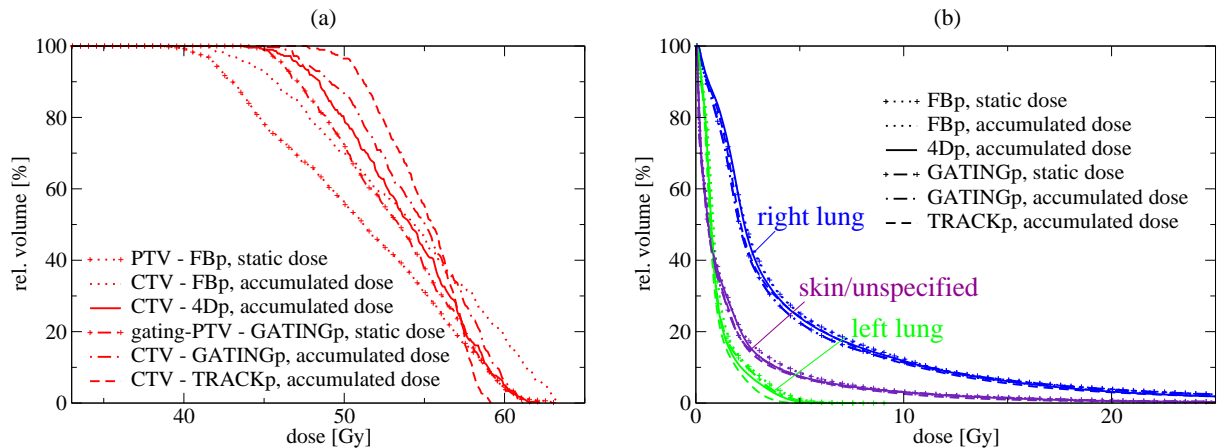 (a)
100
80
60
40
20
0
rel. volume [%]
PTV - FBp, static dose
CTV - FBp, accumulated dose
CTV - 4Dp, accumulated dose
gating-PTV - GATINGp, static dose
CTV - GATINGp, accumulated dose
CTV - TRACKp, accumulated dose
40 50 60
dose [Gy]
(b)
100
80
60
40
20
0
rel. volume [%]
FBp, static dose
FBp, accumulated dose
4Dp, accumulated dose
GATINGp, static dose
GATINGp, accumulated dose
TRACKp, accumulated dose
right lung
skin/unspecified
left lung
0 10 20
dose [Gy]